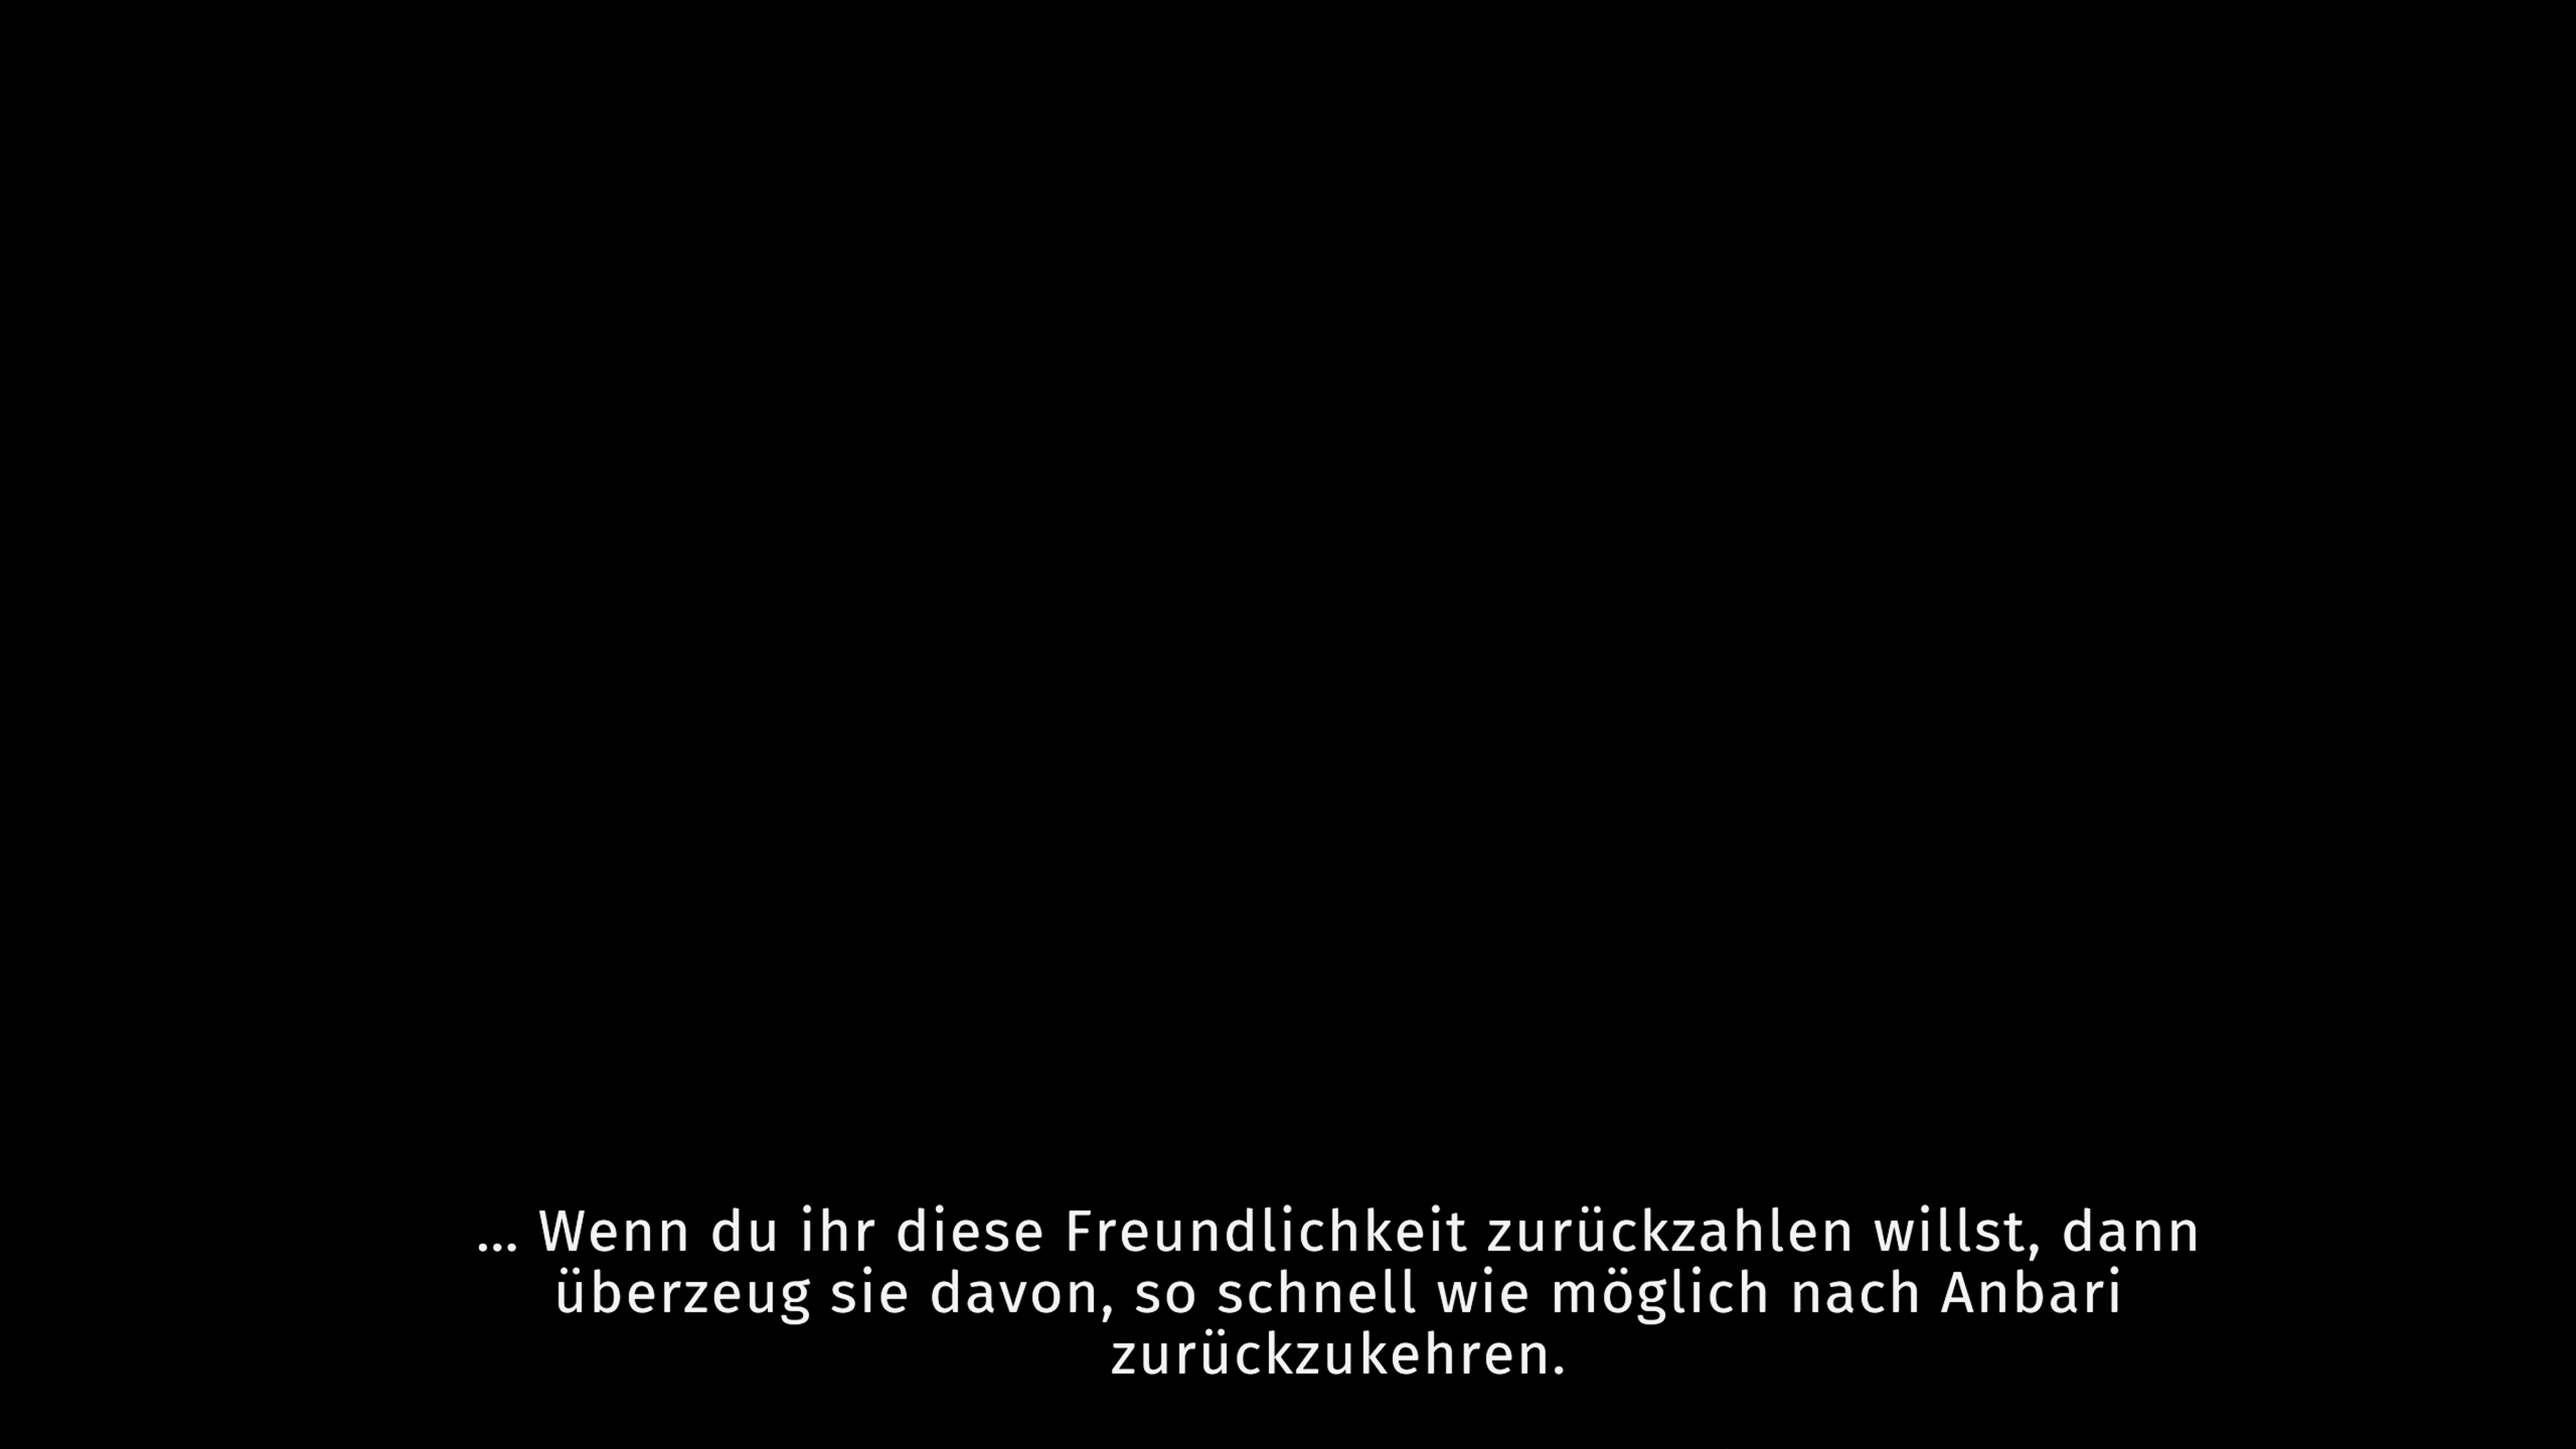 ... Wenn du ihr diese Freundlichkeit zurückzahlen willst, dann
überzeug sie davon, so schnell wie möglich nach Anbari
zurückzukehren.